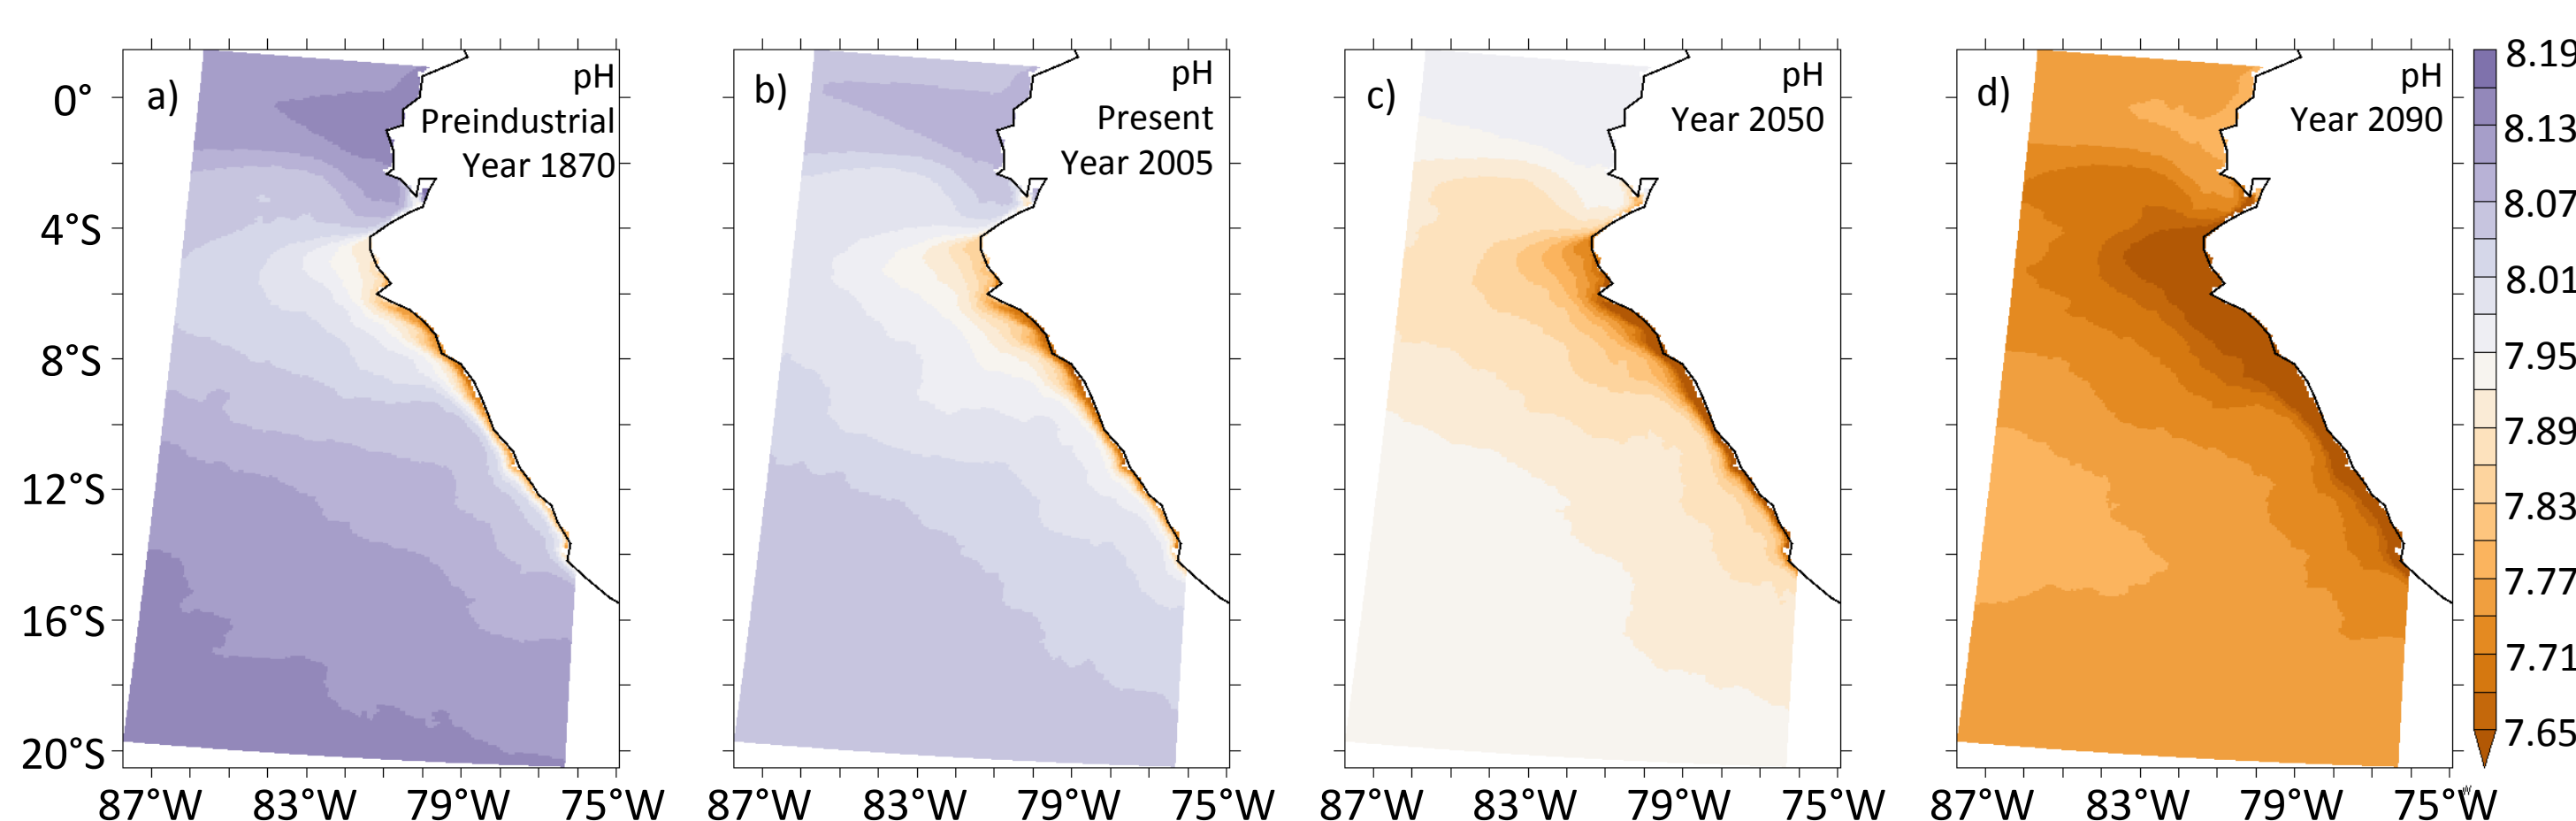 a)
pH
Preindustrial
Year 1870
b)
pH
Present
Year 2005
c)
pH
Year 2050
d)
pH
Year 2090
0°
4°S
8°S
12°S
16°S
20°S
87°W 83°W 79°W 75°W
87°W 83°W 79°W 75°W
87°W 83°W 79°W 75°W
87°W 83°W 79°W 75°W
8.19
8.13
8.07
8.01
7.95
7.89
7.83
7.77
7.71
7.65